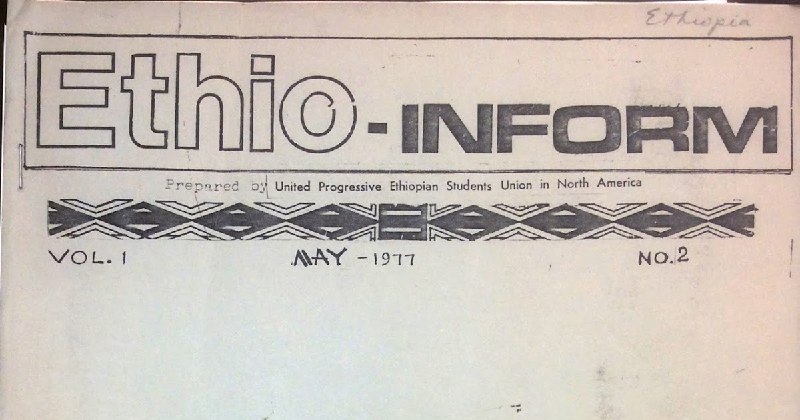 Ethiopia
Ethio-INFORM
Prepared by United Progressive Ethiopian Students Union in North America
VOL. 1 MAY - 1977 NO. 2